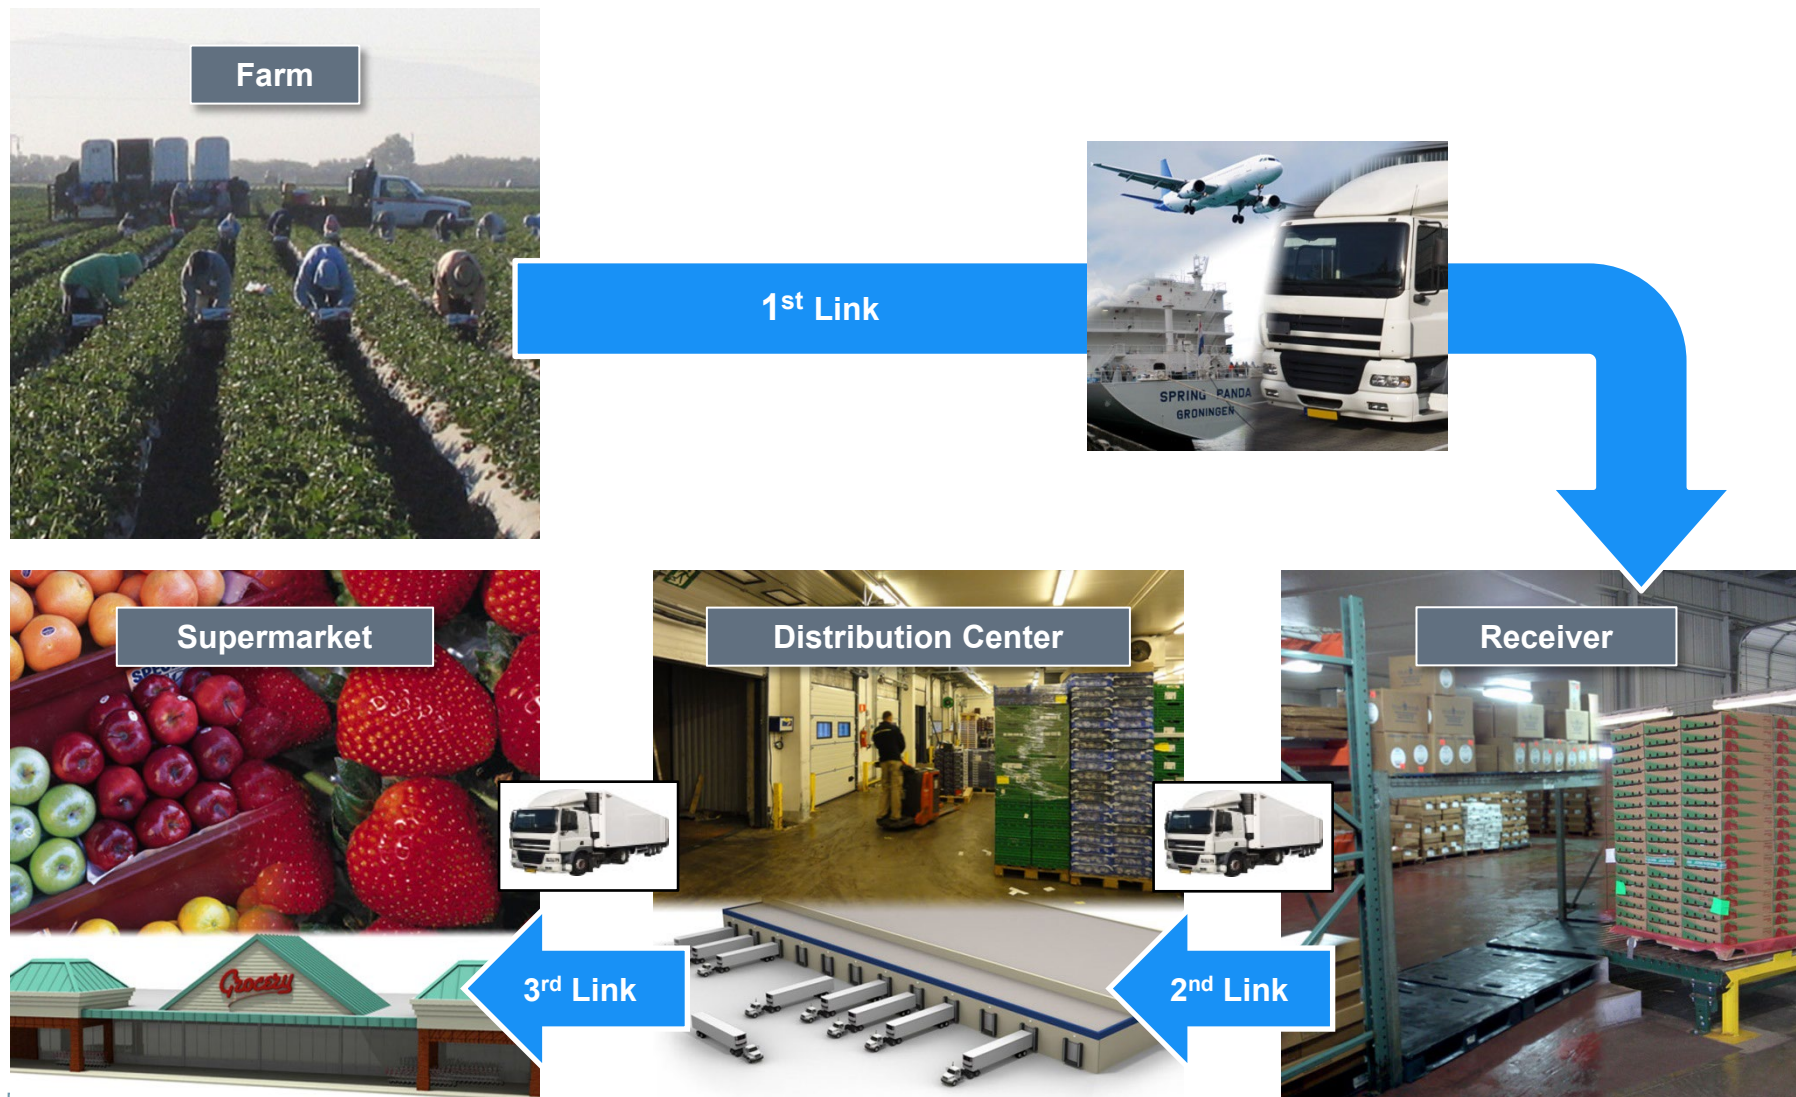 Farm
1st Link
SPRING PANDA
GRONINGEN
Supermarket
Distribution Center
Receiver
Grocery
3rd Link
2nd Link